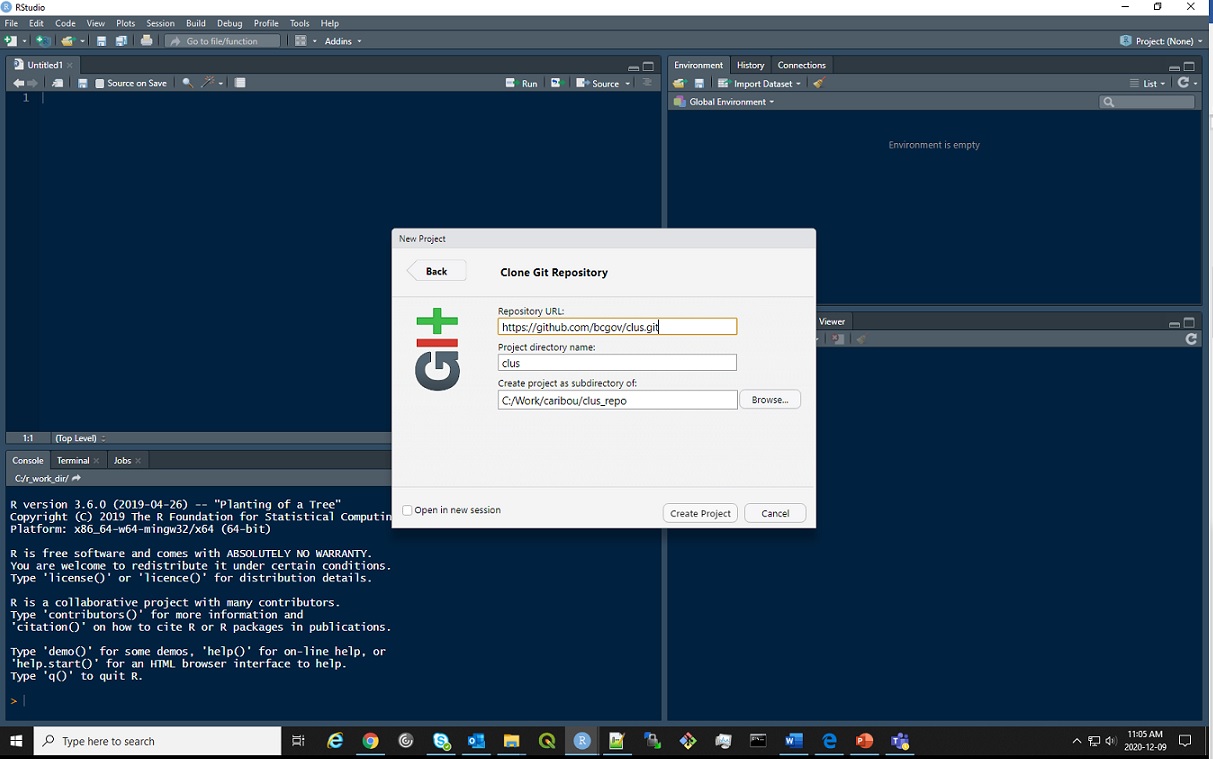 RStudio
File Edit Code View Plots Session Build Debug Profile Tools Help
Go to file/function Addins Project: (None)
Untitled1
Source on Save Run Source
1
1:1 (Top Level)
Environment History Connections
Import Dataset List
Global Environment
Environment is empty
Viewer
New Project
Back
Clone Git Repository
GIT
Repository URL:
https://github.com/bcgov/clus.git
Project directory name:
clus
Create project as subdirectory of:
C:/Work/caribou/clus_repo Browse...
Open in new session Create Project Cancel
Console Terminal Jobs
C:/r_work_dir/
R version 3.6.0 (2019-04-26) -- "Planting of a Tree"
Copyright (C) 2019 The R Foundation for Statistical Computin
Platform: x86_64-w64-mingw32/x64 (64-bit)
R is free software and comes with ABSOLUTELY NO WARRANTY.
You are welcome to redistribute it under certain conditions.
Type 'license()' or 'licence()' for distribution details.
R is a collaborative project with many contributors.
Type 'contributors()' for more information and
'citation()' on how to cite R or R packages in publications.
Type 'demo()' for some demos, 'help()' for on-line help, or
'help.start()' for an HTML browser interface to help.
Type 'q()' to quit R.
>
Type here to search
11:05 AM
2020-12-09